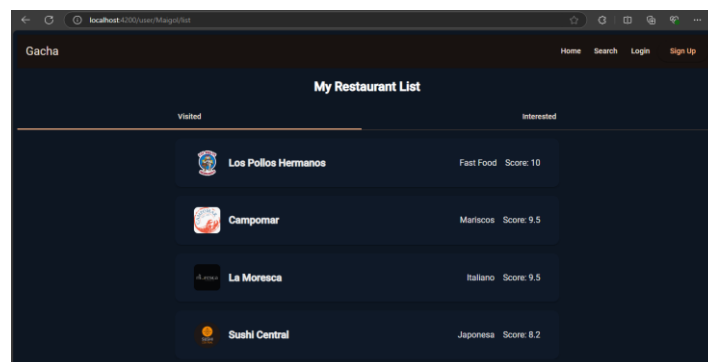 localhost:4200/user/Maigol/list
Gacha Home Search Login Sign Up
My Restaurant List
Visited Interested
Los Pollos Hermanos Fast Food Score: 10
Campomar Mariscos Score: 9.5
La Moresca Italiano Score: 9.5
Sushi Central Japonesa Score: 8.2